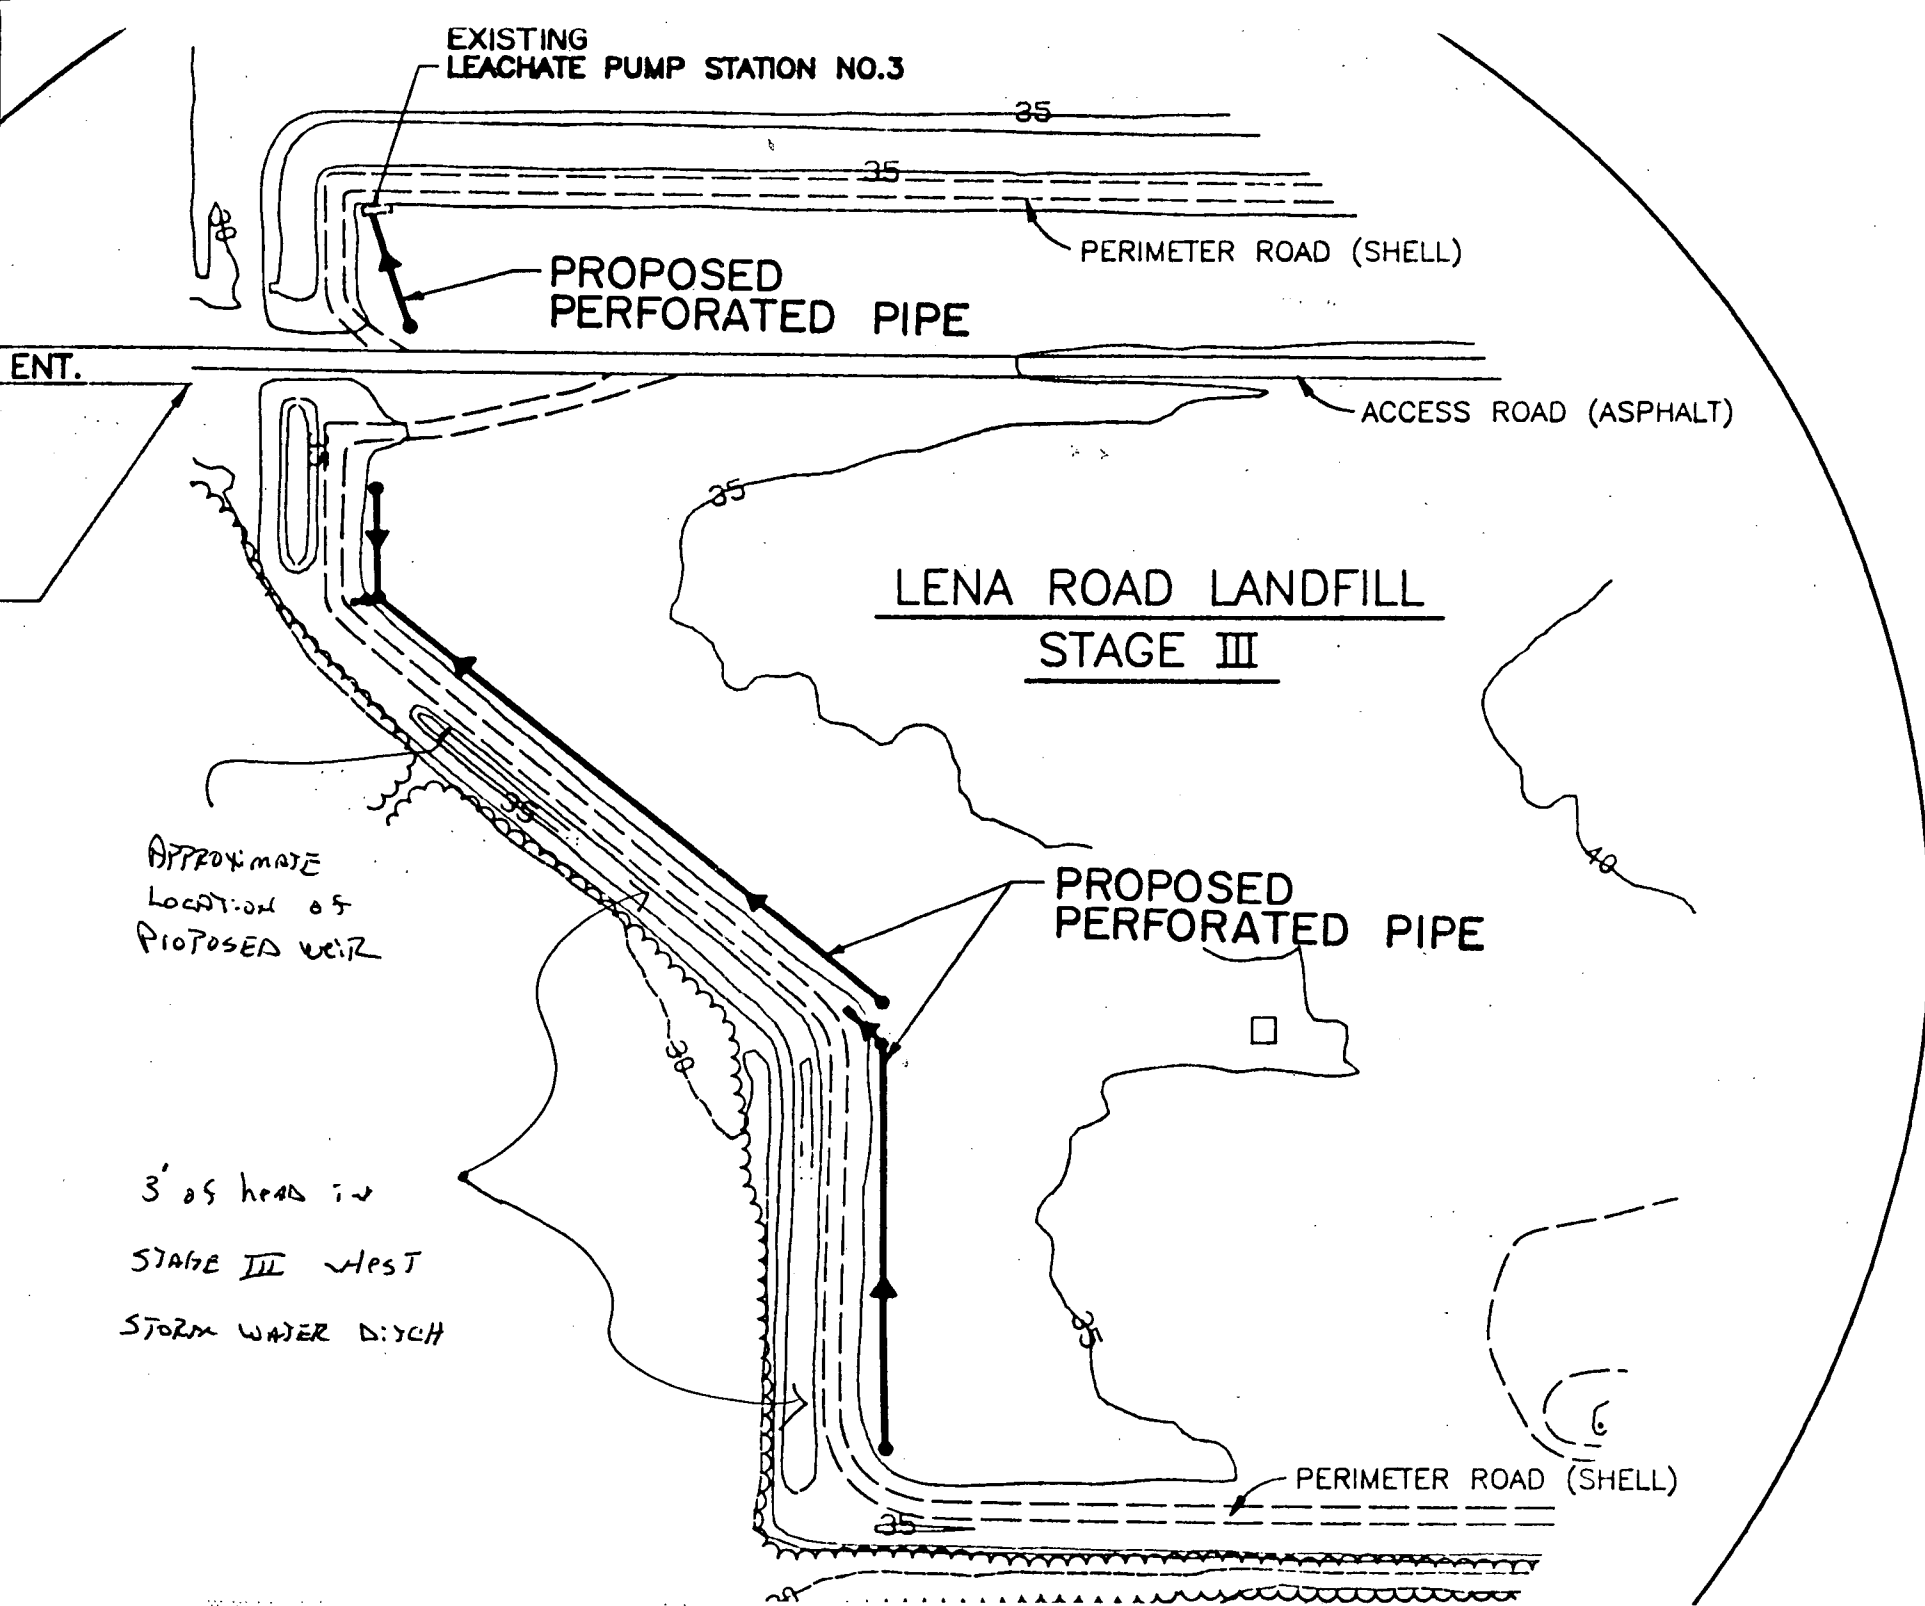 EXISTING
LEACHATE PUMP STATION NO.3
35
35
38
PERIMETER ROAD (SHELL)
PROPOSED
PERFORATED PIPE
ENT.
ACCESS ROAD (ASPHALT)
35
LENA ROAD LANDFILL
STAGE III
35
APPROXIMATE
LOCATION OF
PROPOSED WEIR
40
PROPOSED
PERFORATED PIPE
30
3' of head in
STAGE III WEST
STORM WATER DITCH
35
PERIMETER ROAD (SHELL)
35